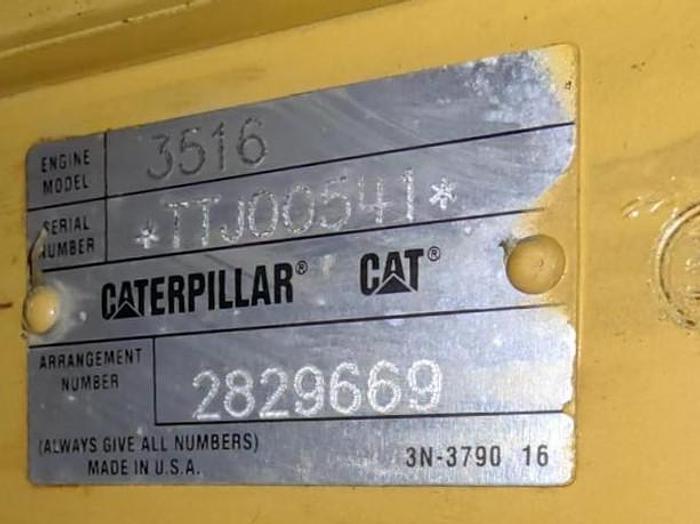 ENGINE MODEL 3516
SERIAL NUMBER *TTJ00541*
CATERPILLAR® CAT®
ARRANGEMENT NUMBER 2829669
(ALWAYS GIVE ALL NUMBERS)
MADE IN U.S.A. 3N-3790 16